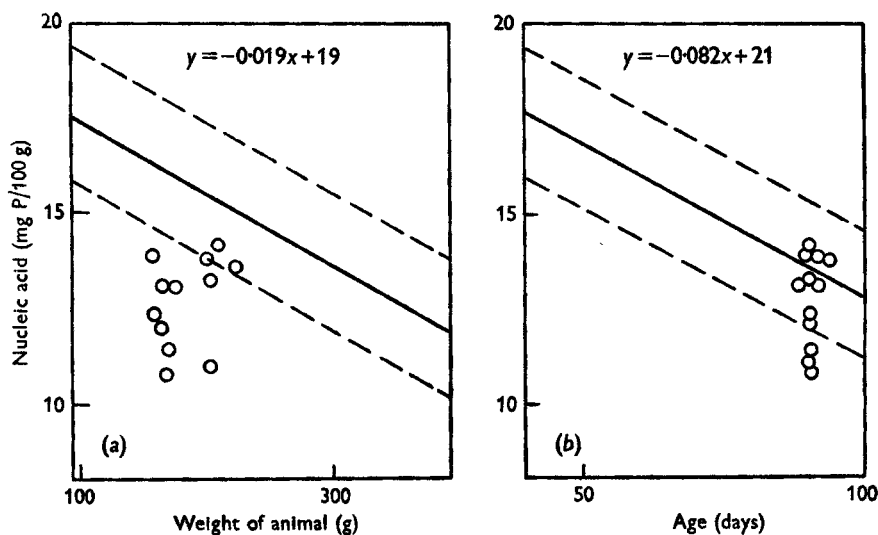 Nucleic acid (mg P/100 g)
20
15
10
y=-0·019x+19
(a)
100
300
Weight of animal (g)
20
15
10
y=-0·082x+21
(b)
50
100
Age (days)